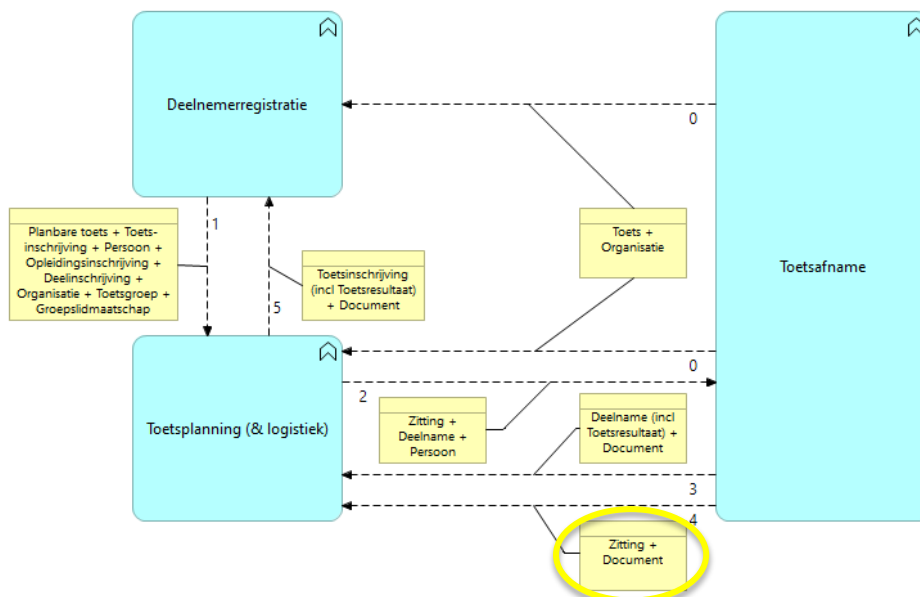 Deelnemerregistratie
0
1
Planbare toets + Toets-
inschrijving + Persoon +
Opleidingsinschrijving +
Deelinschrijving +
Organisatie + Toetsgroep +
Groepslidmaatschap
Toetsinschrijving
(incl Toetsresultaat)
+ Document
5
Toets +
Organisatie
Toetsafname
Toetsplanning (& logistiek)
0
2
Zitting +
Deelname +
Persoon
Deelname (incl
Toetsresultaat) +
Document
3
4
Zitting +
Document